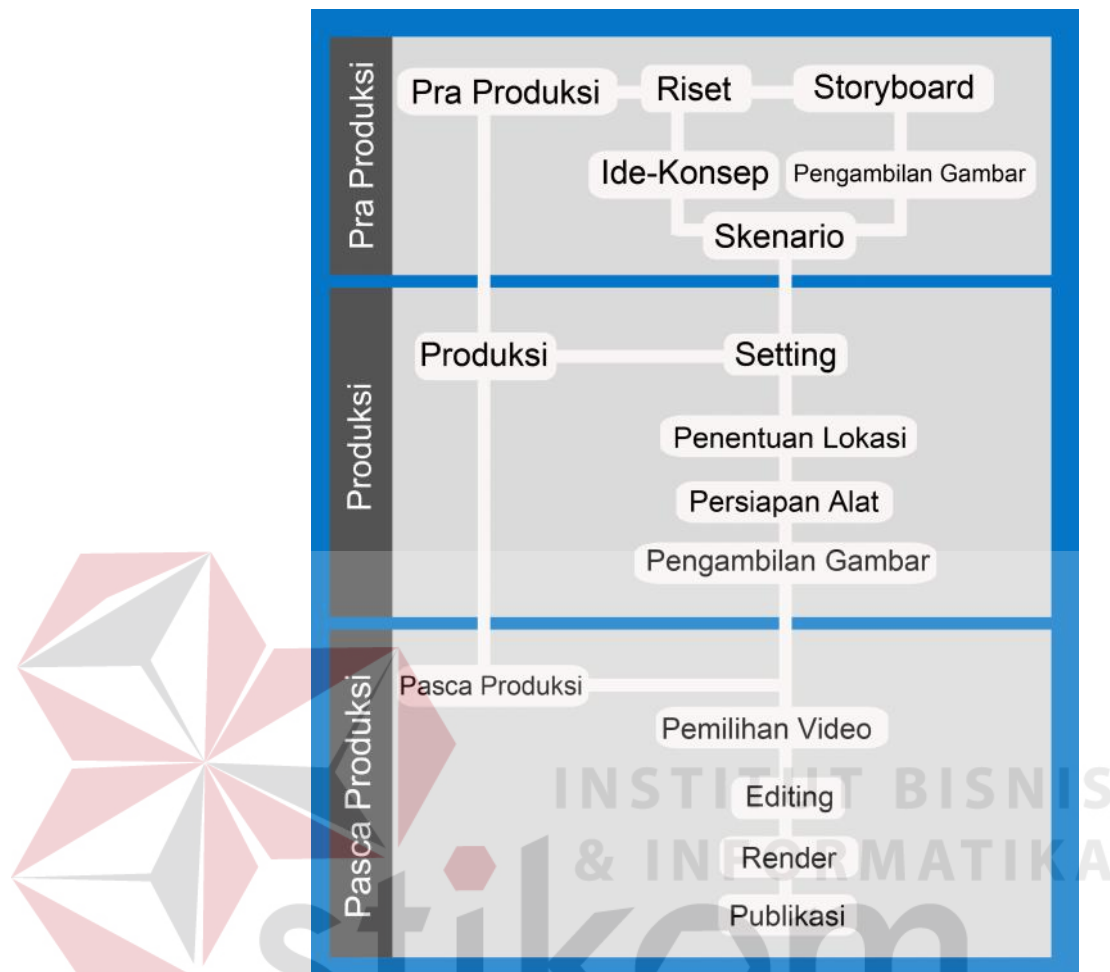 Pra Produksi
Pra Produksi
Riset
Storyboard
Ide-Konsep
Pengambilan Gambar
Skenario
Produksi
Produksi
Setting
Penentuan Lokasi
Persiapan Alat
Pengambilan Gambar
Pasca Produksi
Pasca Produksi
Pemilihan Video
Editing
Render
Publikasi
INSTITUT BISNIS
& INFORMATIKA
stikom